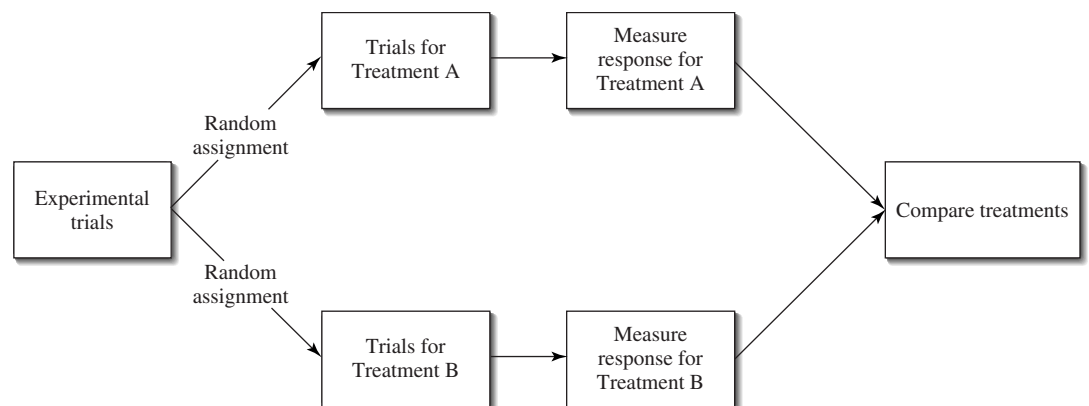 Trials for
Treatment A
Measure
response for
Treatment A
Random
assignment
Experimental
trials
Compare treatments
Random
assignment
Trials for
Treatment B
Measure
response for
Treatment B